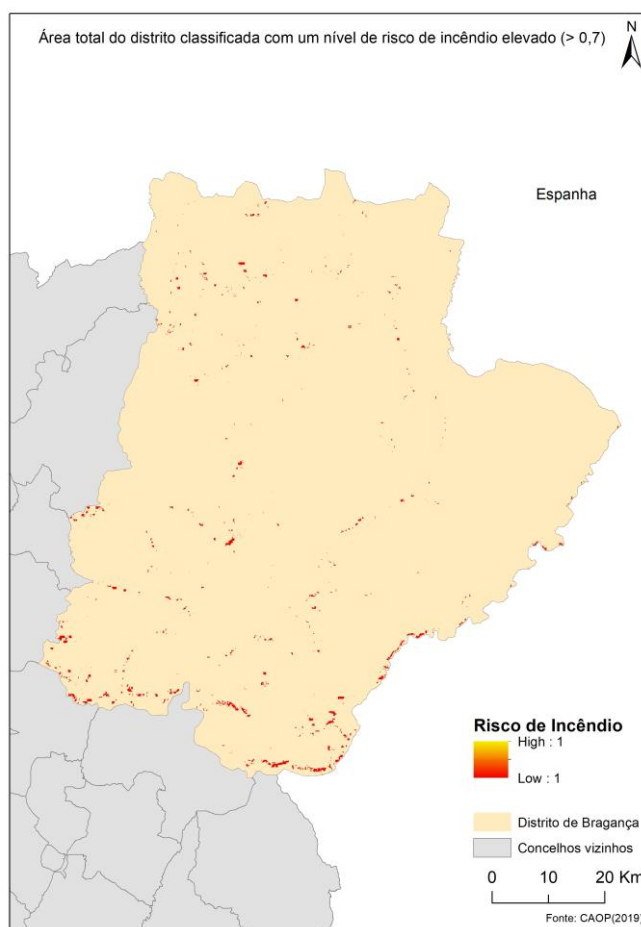 Área total do distrito classificada com um nível de risco de incêndio elevado (> 0,7)
N
Espanha
Risco de Incêndio
High : 1
Low : 1
Distrito de Bragança
Concelhos vizinhos
0 10 20 Km
Fonte: CAOP(2019)